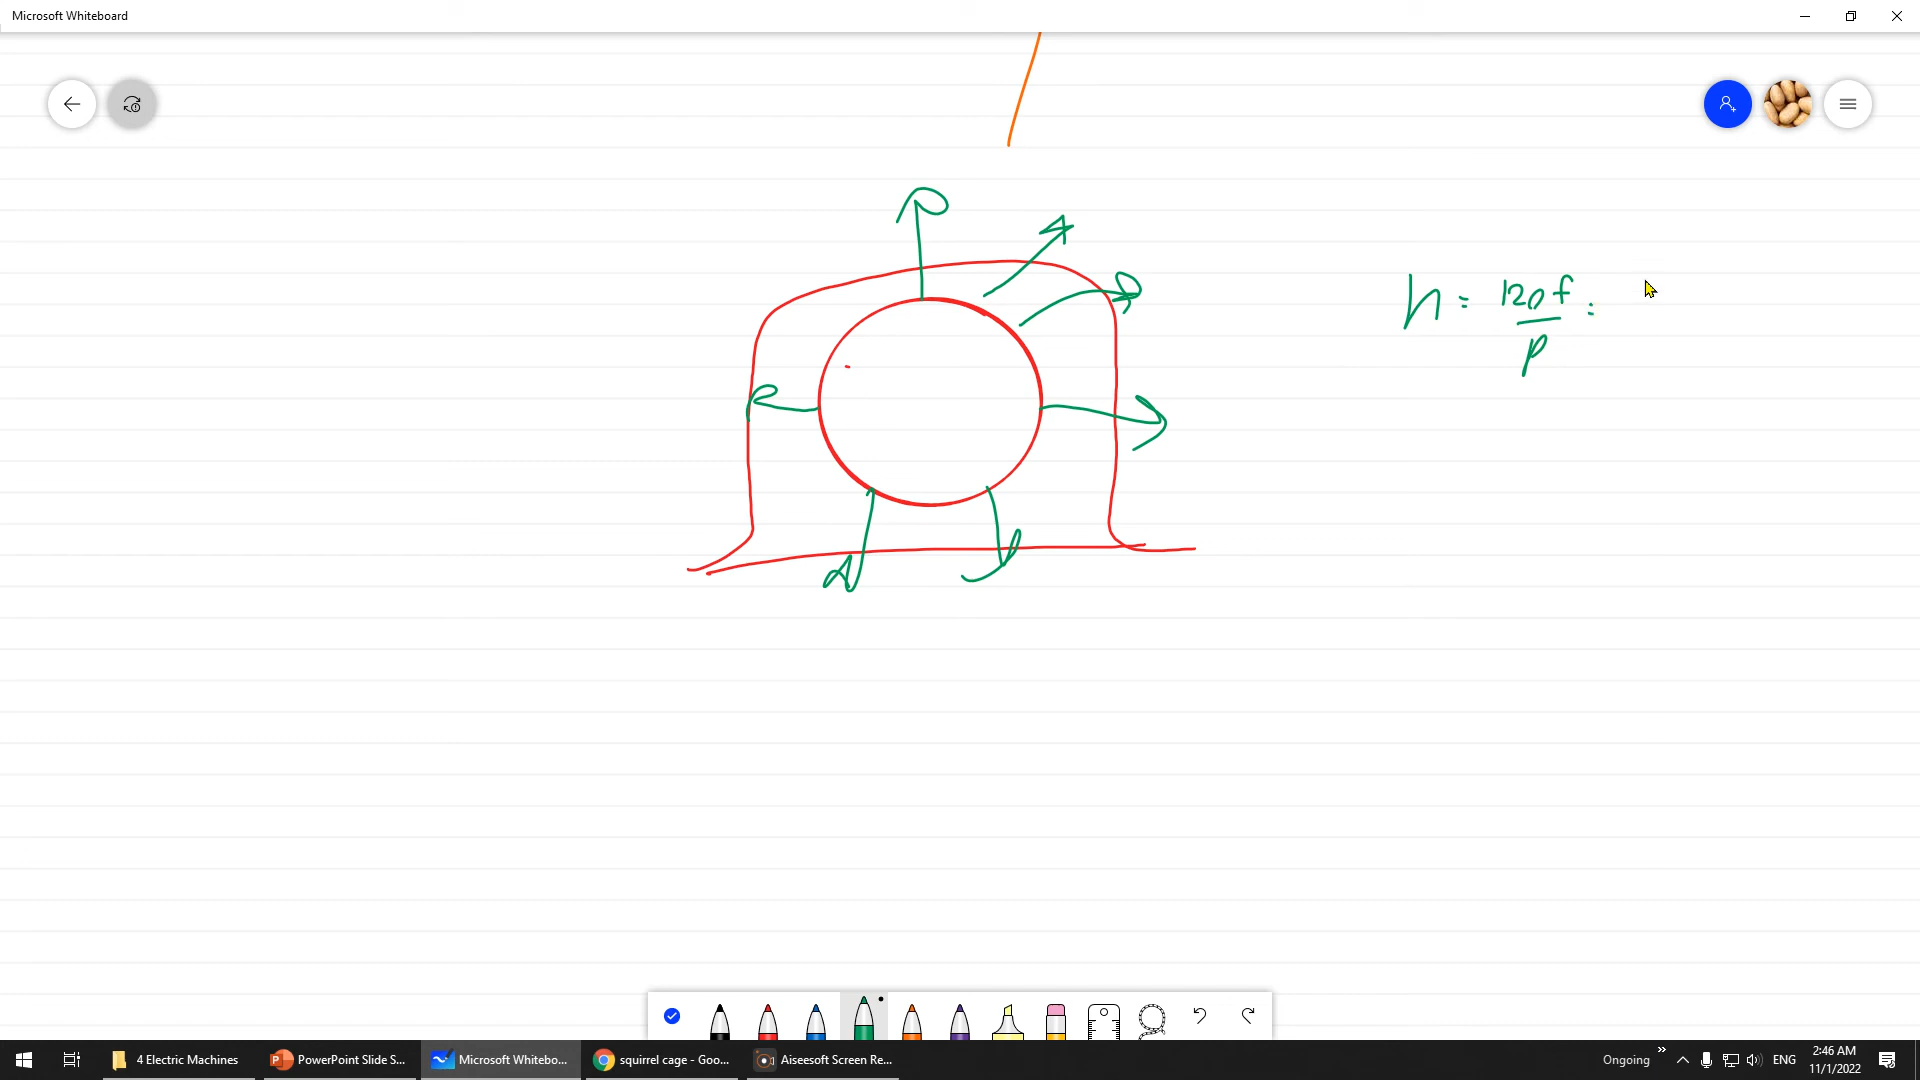 Microsoft Whiteboard
n = 120 f =
p
4 Electric Machines
PowerPoint Slide S...
Microsoft Whitebo...
squirrel cage - Goo...
Aiseesoft Screen Re...
Ongoing
ENG
2:46 AM
11/1/2022